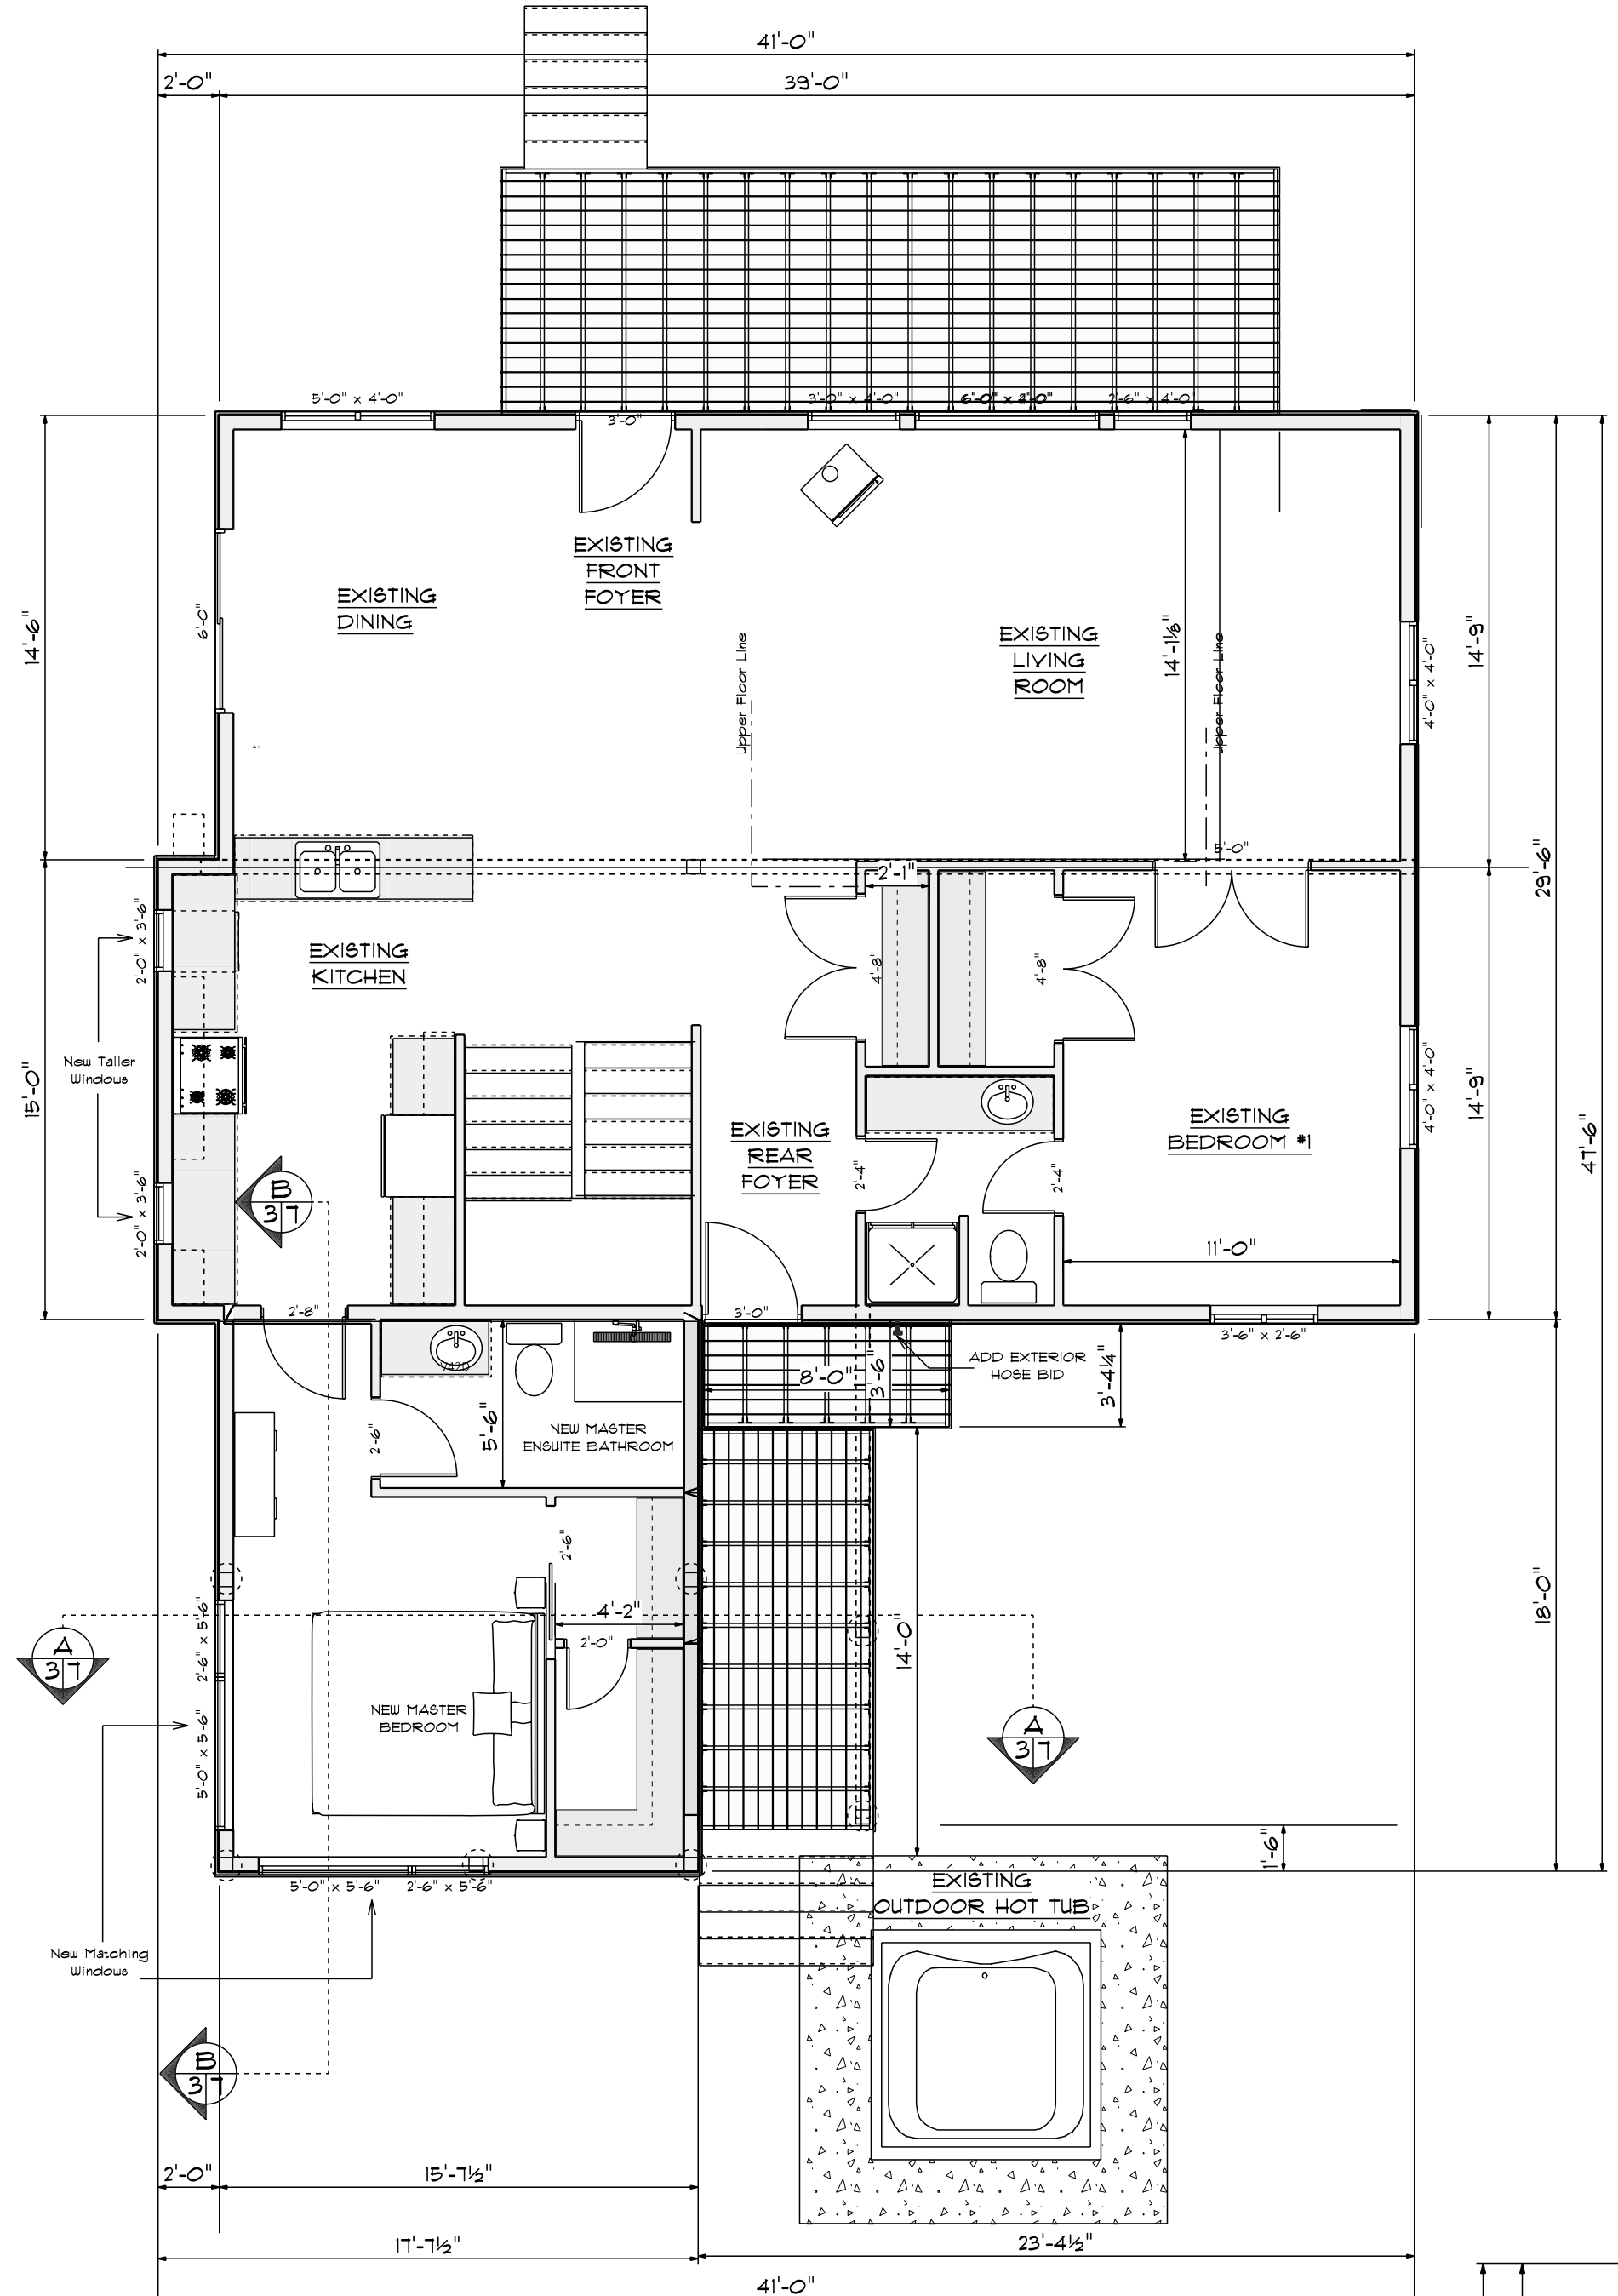 41'-0"
2'-0"
39'-0"
5'-0" x 4'-0"
3'-0"
3'-0" x 4'-0"
6'-0" x 2'-0"
2'-6" x 4'-0"
EXISTING
FRONT
FOYER
EXISTING
DINING
6'-0"
14'-6"
EXISTING
LIVING
ROOM
Upper Floor Line
14'-1⅛"
Upper Floor Line
4'-0" x 4'-0"
14'-9"
29'-6"
47'-6"
5'-0"
2'-1"
2'-0" x 3'-6"
EXISTING
KITCHEN
4'-8"
4'-8"
New Taller
Windows
15'-0"
4'-0" x 4'-0"
14'-9"
EXISTING
REAR
FOYER
EXISTING
BEDROOM #1
2'-4"
2'-4"
B
3 7
2'-0" x 3'-6"
11'-0"
2'-8"
3'-0"
3'-6" x 2'-6"
V42D
8'-0"
3'-6"
ADD EXTERIOR
HOSE BID
3'-4¼"
2'-6"
5'-6"
NEW MASTER
ENSUITE BATHROOM
2'-6"
4'-2"
2'-0"
14'-0"
18'-0"
2'-6" x 5'-6"
A
3 7
5'-0" x 5'-6"
NEW MASTER
BEDROOM
A
3 7
1'-6"
5'-0" x 5'-6"
2'-6" x 5'-6"
EXISTING
OUTDOOR HOT TUB
New Matching
Windows
B
3 7
2'-0"
15'-7½"
17'-7½"
23'-4½"
41'-0"